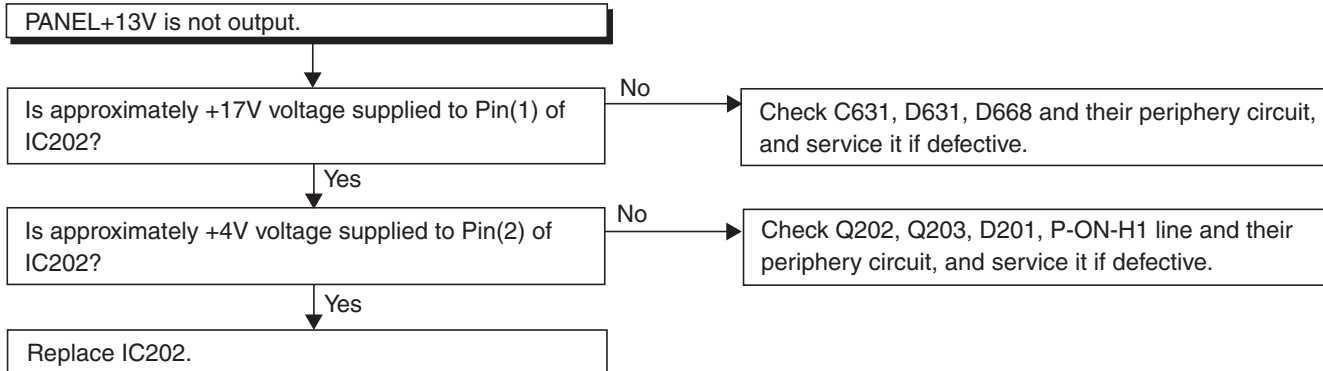 PANEL+13V is not output.
No
Is approximately +17V voltage supplied to Pin(1) of
IC202?
Check C631, D631, D668 and their periphery circuit,
and service it if defective.
Yes
No
Is approximately +4V voltage supplied to Pin(2) of
IC202?
Check Q202, Q203, D201, P-ON-H1 line and their
periphery circuit, and service it if defective.
Yes
Replace IC202.